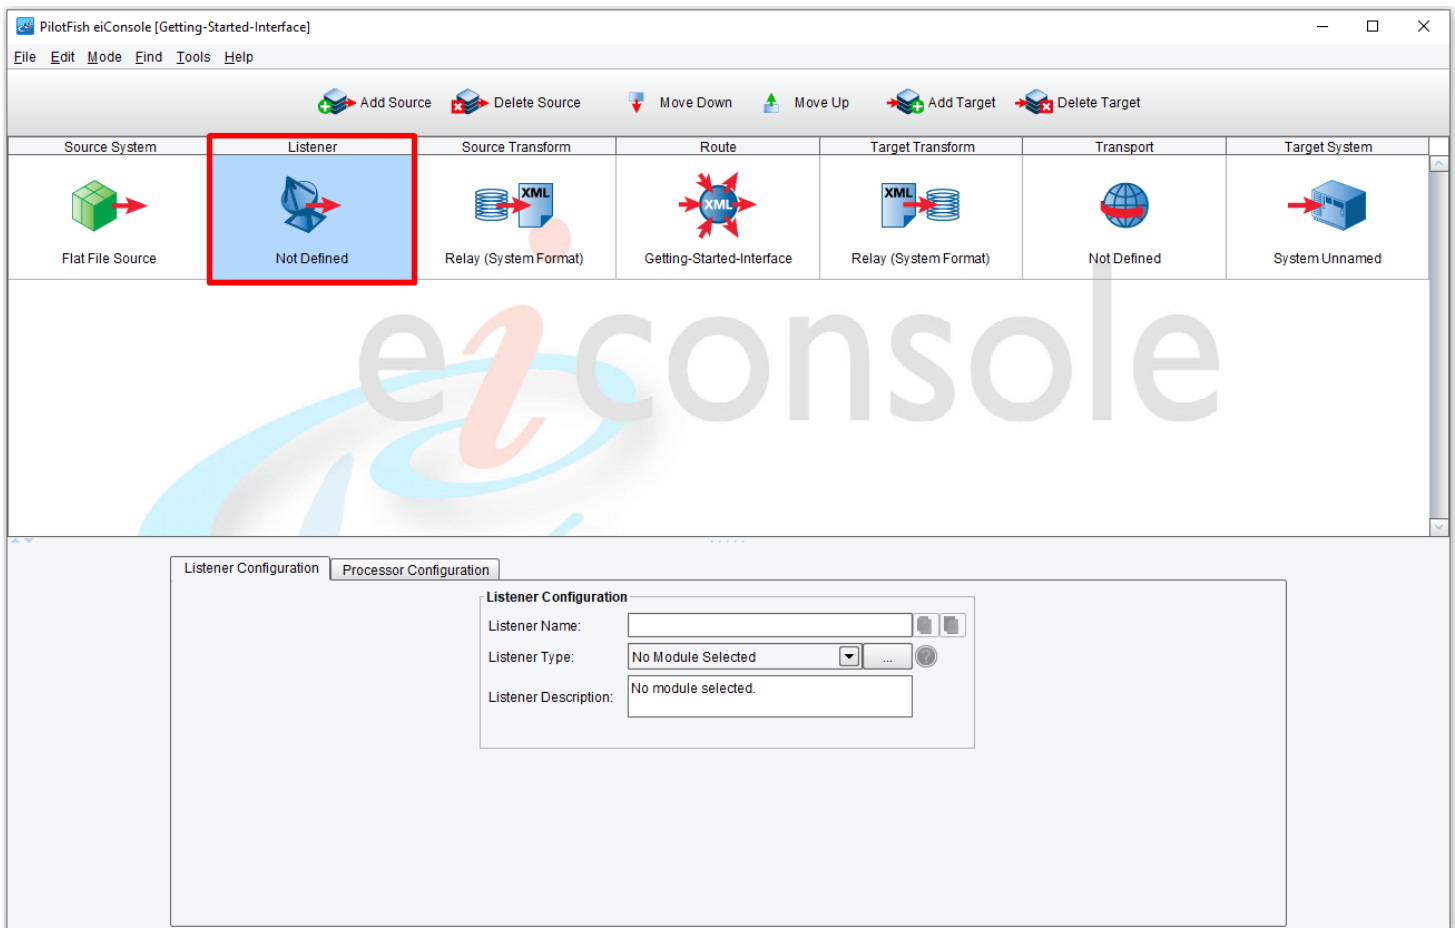 PilotFish eiConsole [Getting-Started-Interface]
File Edit Mode Find Tools Help
Add Source Delete Source Move Down Move Up Add Target Delete Target
Source System Listener Source Transform Route Target Transform Transport Target System
XML XML XML
Flat File Source Not Defined Relay (System Format) Getting-Started-Interface Relay (System Format) Not Defined System Unnamed
eiconsole
Listener Configuration Processor Configuration
Listener Configuration
Listener Name:
Listener Type: No Module Selected ... ?
Listener Description: No module selected.